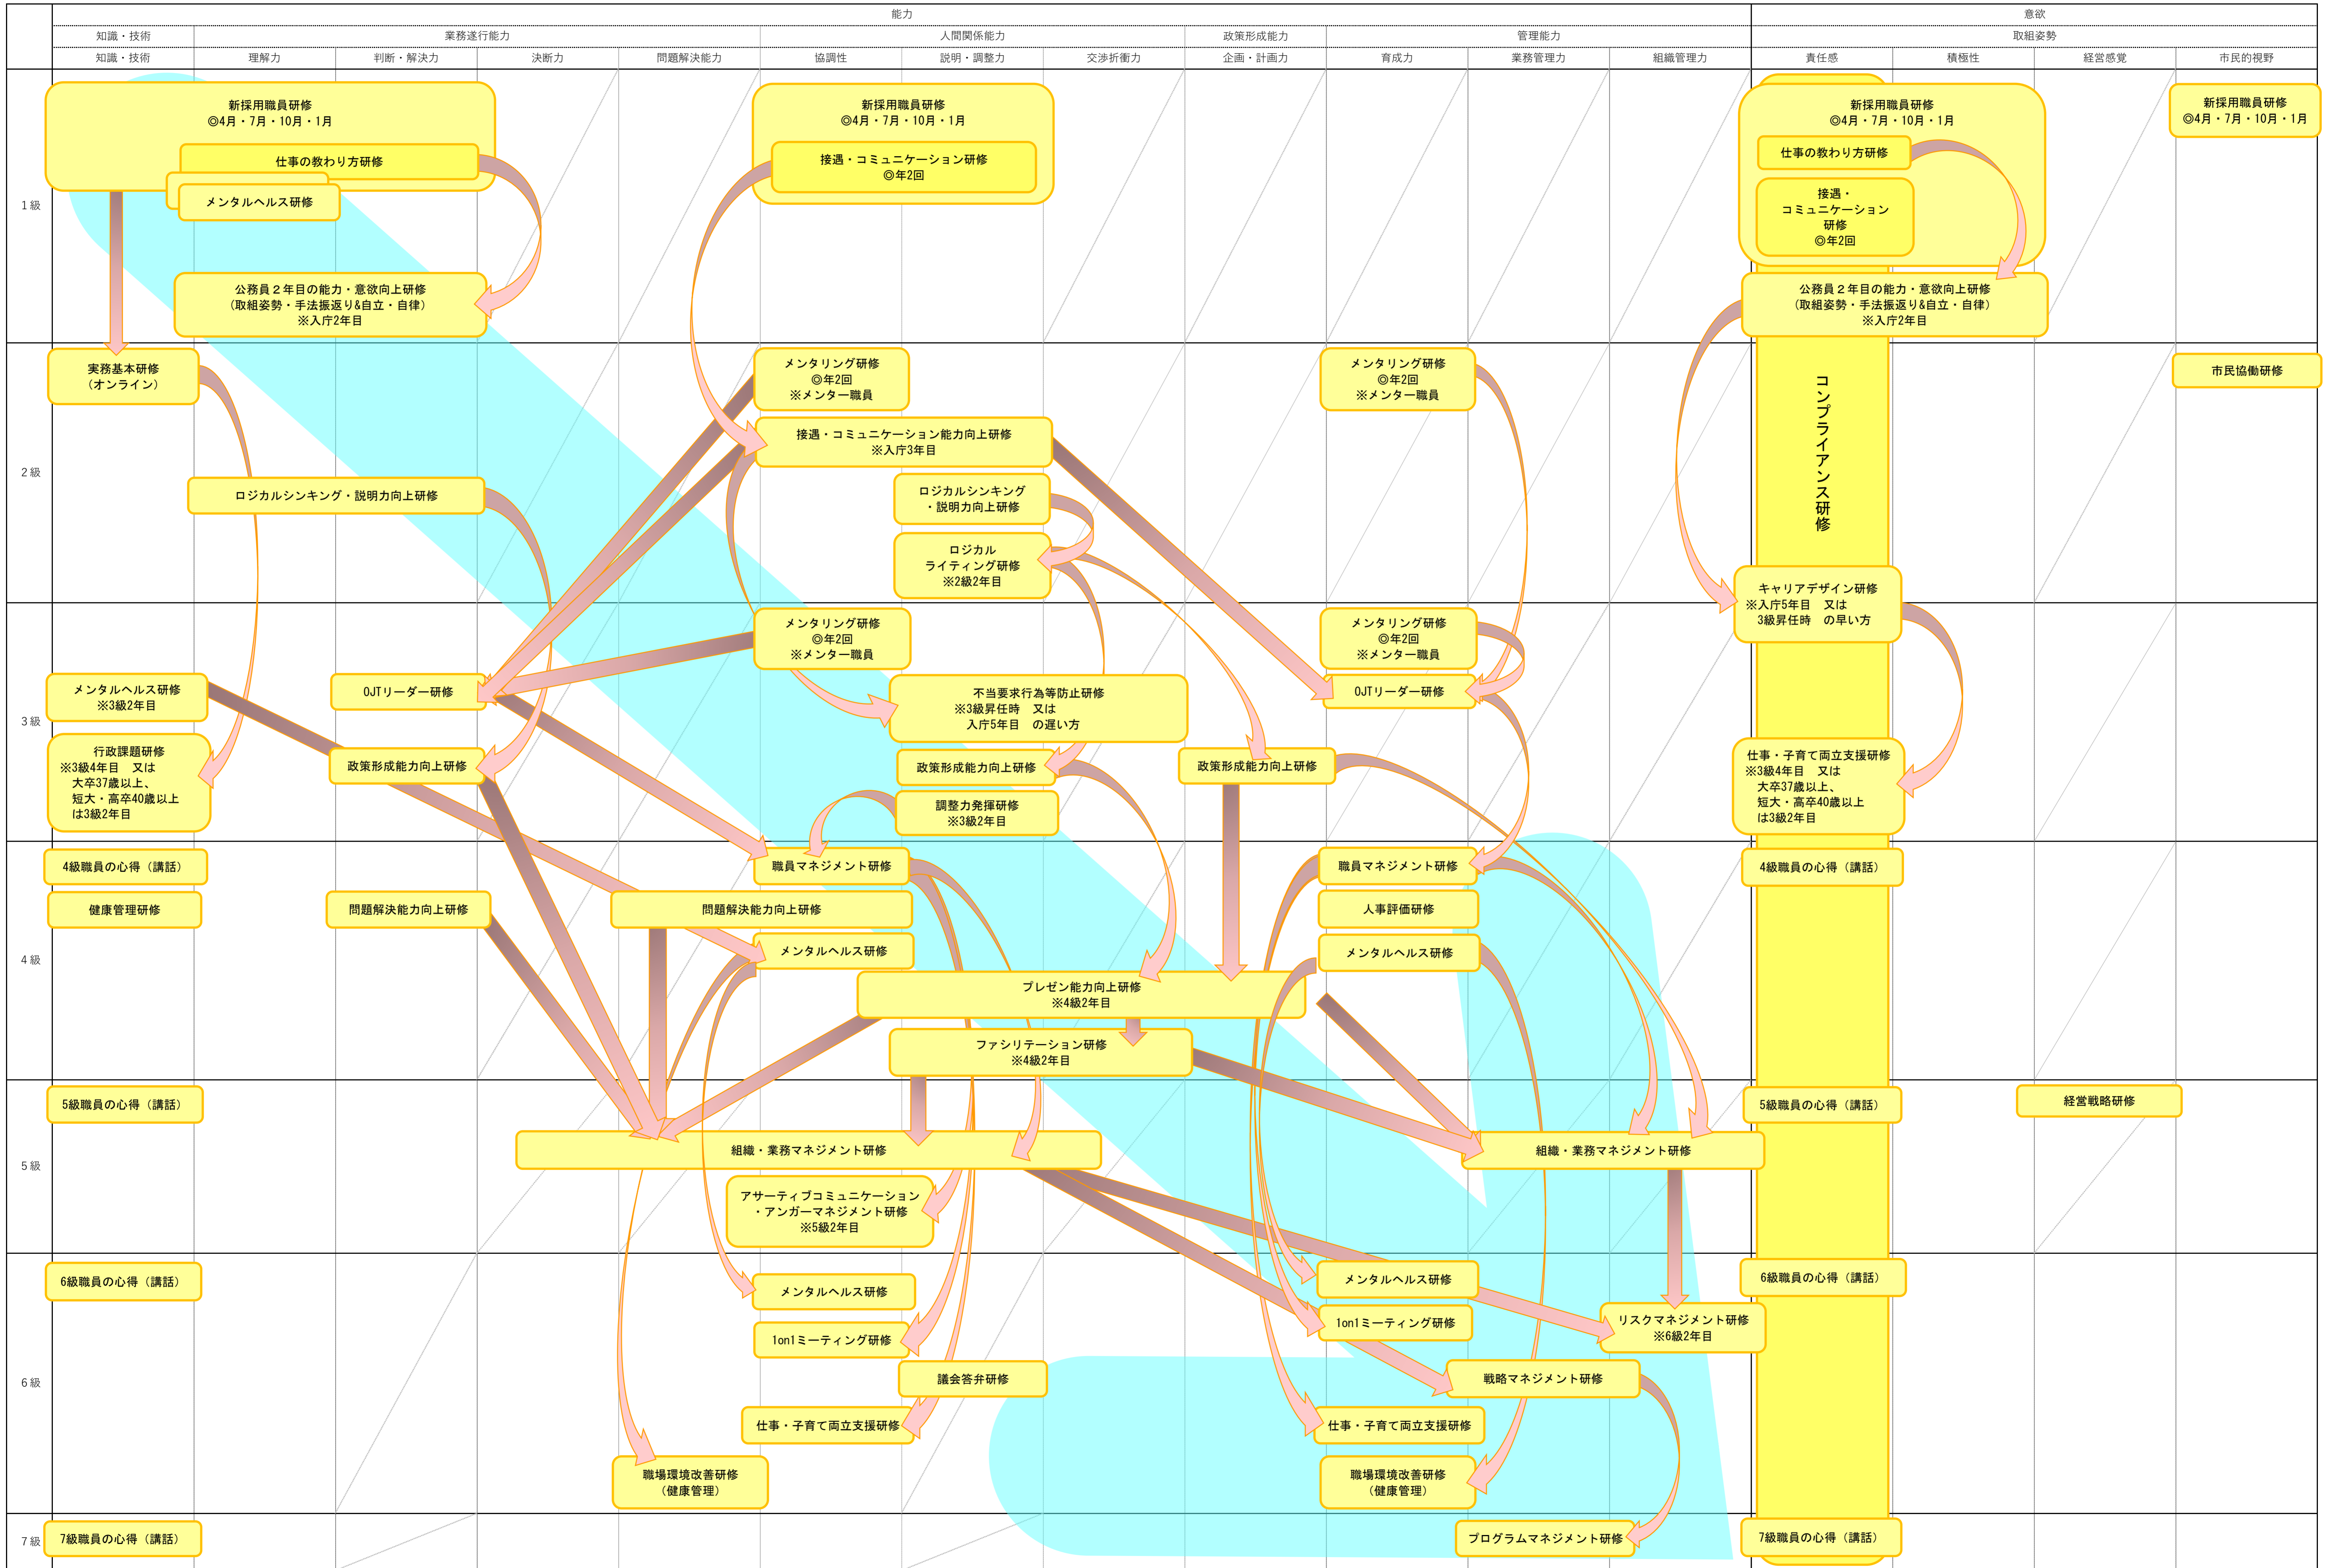 能力
意欲
知識・技術
業務遂行能力
人間関係能力
政策形成能力
管理能力
取組姿勢
知識・技術
理解力
判断・解決力
決断力
問題解決能力
協調性
説明・調整力
交渉折衝力
企画・計画力
育成力
業務管理力
組織管理力
責任感
積極性
経営感覚
市民的視野
1級
新採用職員研修
◎4月・7月・10月・1月
仕事の教わり方研修
メンタルヘルス研修
公務員2年目の能力・意欲向上研修
(取組姿勢・手法振返り&自立・自律)
※入庁2年目
新採用職員研修
◎4月・7月・10月・1月
接遇・コミュニケーション研修
◎年2回
新採用職員研修
◎4月・7月・10月・1月
仕事の教わり方研修
接遇・
コミュニケーション
研修
◎年2回
公務員2年目の能力・意欲向上研修
(取組姿勢・手法振返り&自立・自律)
※入庁2年目
新採用職員研修
◎4月・7月・10月・1月
コンプライアンス研修
2級
実務基本研修
(オンライン)
ロジカルシンキング・説明力向上研修
メンタリング研修
◎年2回
※メンター職員
接遇・コミュニケーション能力向上研修
※入庁3年目
ロジカルシンキング
・説明力向上研修
ロジカル
ライティング研修
※2級2年目
メンタリング研修
◎年2回
※メンター職員
キャリアデザイン研修
※入庁5年目 又は
3級昇任時 の早い方
市民協働研修
3級
メンタルヘルス研修
※3級2年目
行政課題研修
※3級4年目 又は
大卒37歳以上、
短大・高卒40歳以上
は3級2年目
OJTリーダー研修
政策形成能力向上研修
メンタリング研修
◎年2回
※メンター職員
不当要求行為等防止研修
※3級昇任時 又は
入庁5年目 の遅い方
政策形成能力向上研修
調整力発揮研修
※3級2年目
政策形成能力向上研修
メンタリング研修
◎年2回
※メンター職員
OJTリーダー研修
仕事・子育て両立支援研修
※3級4年目 又は
大卒37歳以上、
短大・高卒40歳以上
は3級2年目
4級
4級職員の心得(講話)
健康管理研修
問題解決能力向上研修
職員マネジメント研修
問題解決能力向上研修
メンタルヘルス研修
プレゼン能力向上研修
※4級2年目
ファシリテーション研修
※4級2年目
職員マネジメント研修
人事評価研修
メンタルヘルス研修
4級職員の心得(講話)
5級
5級職員の心得(講話)
組織・業務マネジメント研修
アサーティブコミュニケーション
・アンガーマネジメント研修
※5級2年目
組織・業務マネジメント研修
5級職員の心得(講話)
経営戦略研修
6級
6級職員の心得(講話)
メンタルヘルス研修
1on1ミーティング研修
議会答弁研修
仕事・子育て両立支援研修
職場環境改善研修
(健康管理)
メンタルヘルス研修
1on1ミーティング研修
リスクマネジメント研修
※6級2年目
戦略マネジメント研修
仕事・子育て両立支援研修
職場環境改善研修
(健康管理)
6級職員の心得(講話)
7級
7級職員の心得(講話)
プログラムマネジメント研修
7級職員の心得(講話)